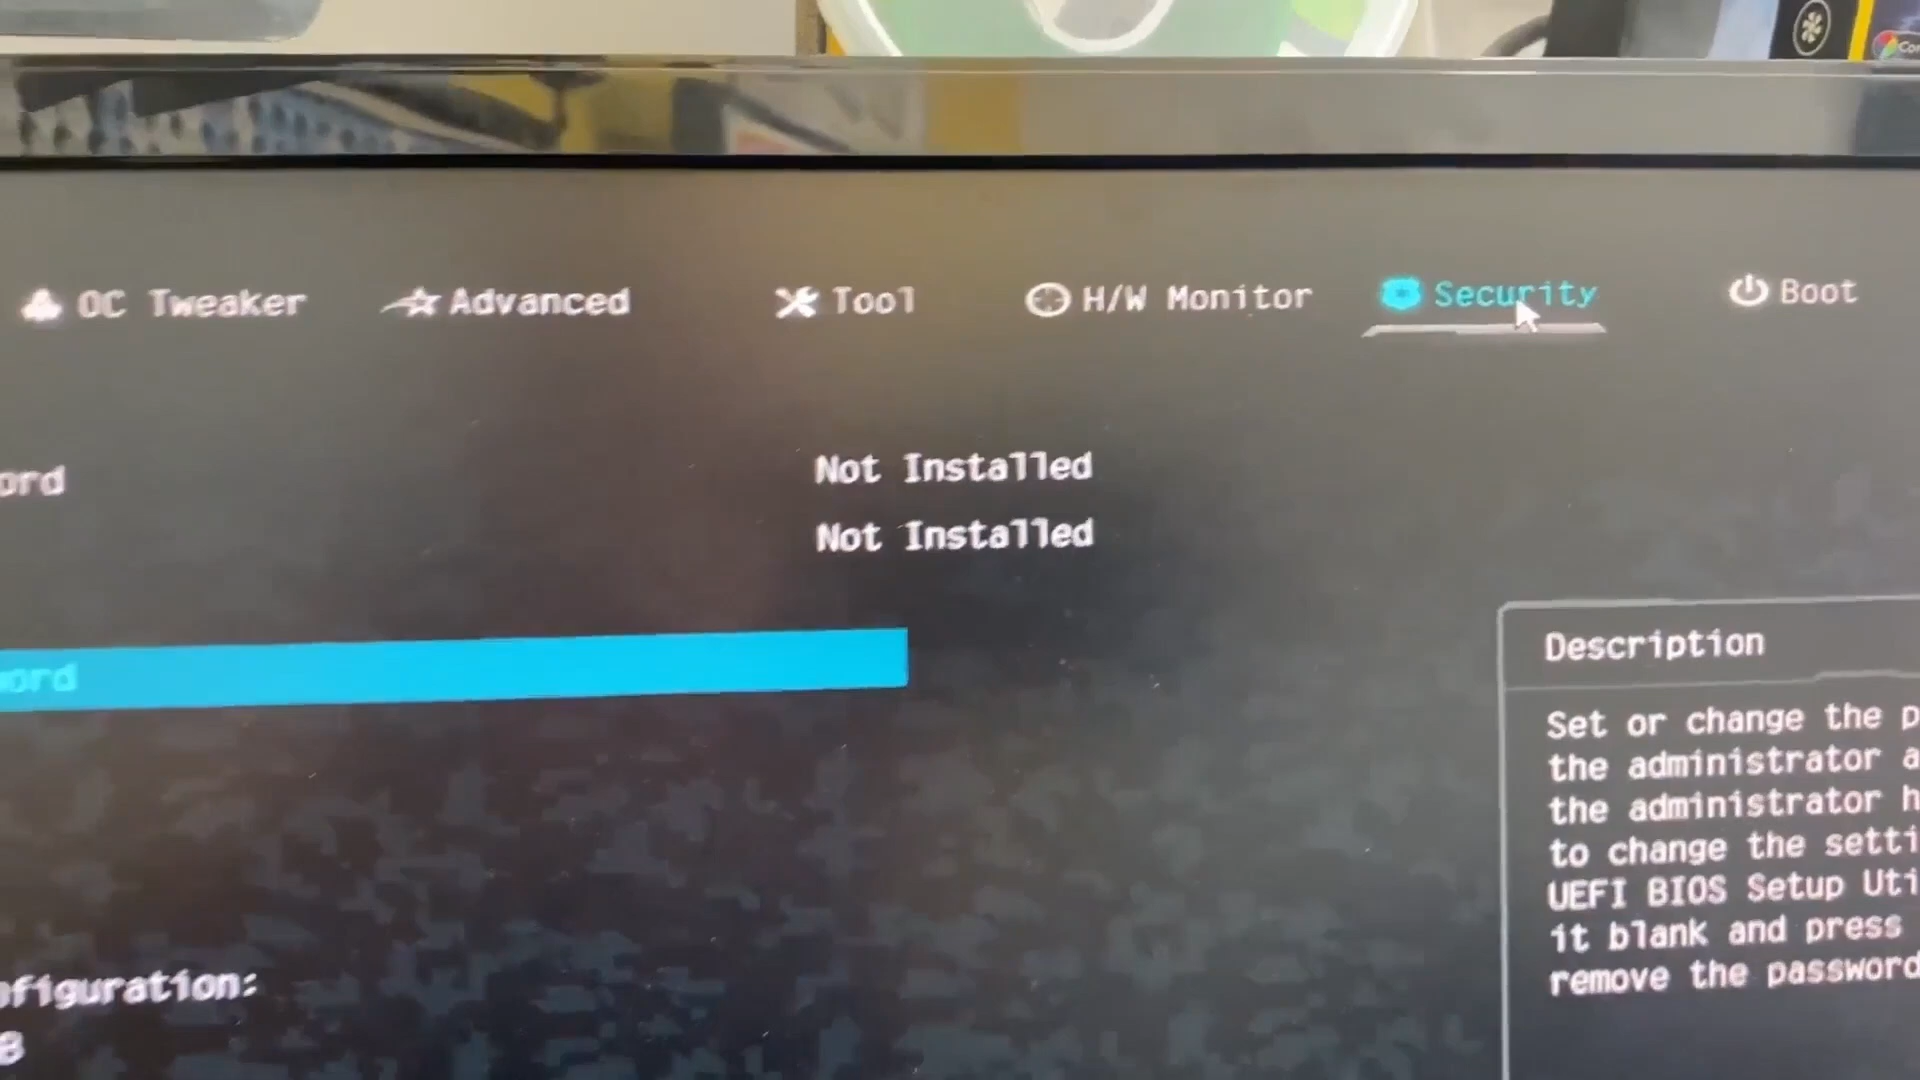 OC Tweaker Advanced Tool H/W Monitor Security Boot
Not Installed
Not Installed
Description
Set or change the p
the administrator a
the administrator h
to change the setti
UEFI BIOS Setup Uti
it blank and press
remove the password
ord
ord
figuration: